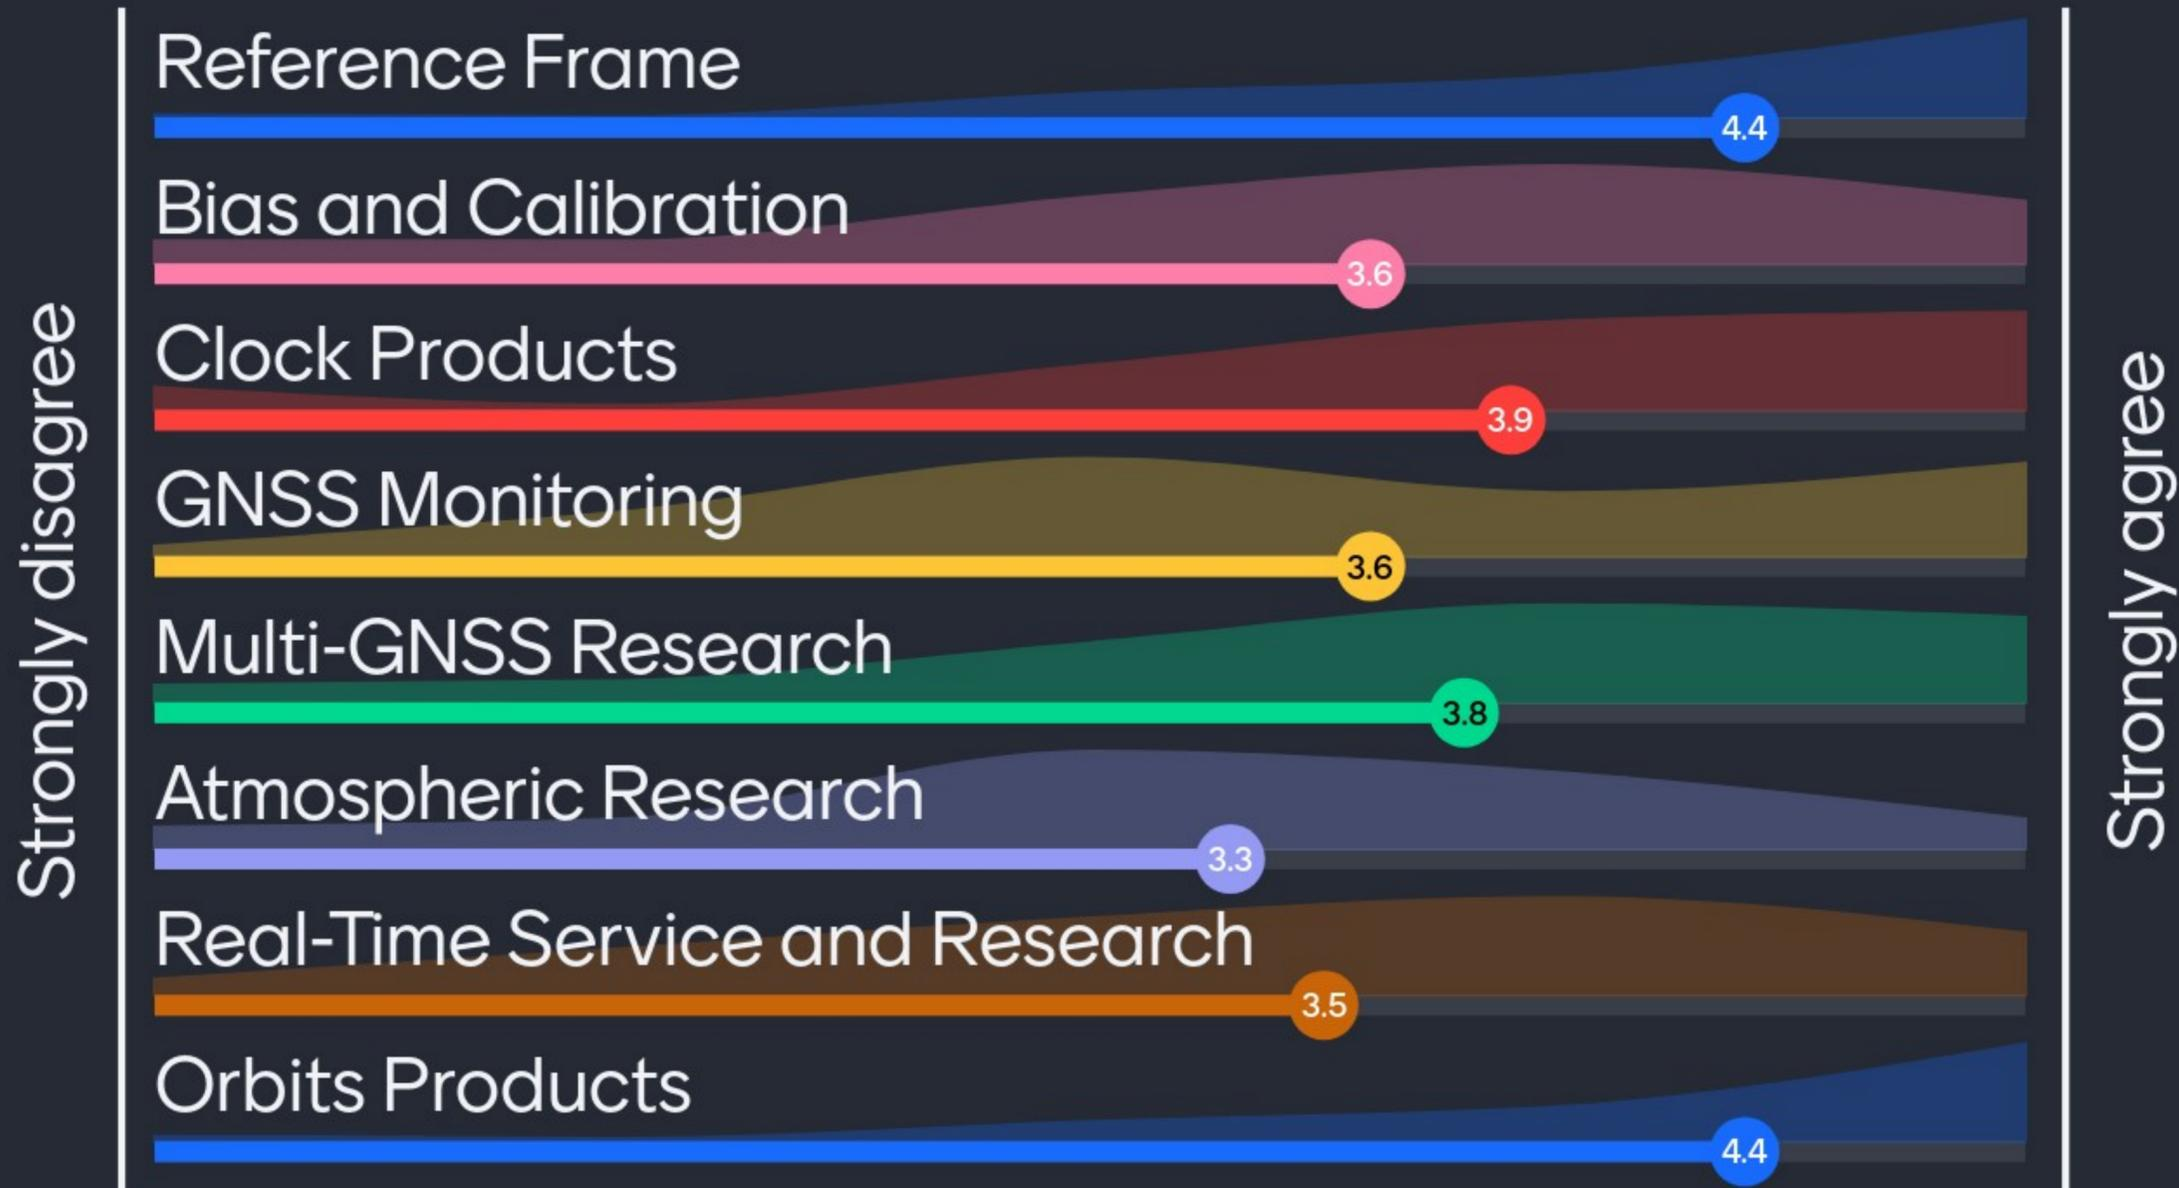 Strongly disagree
Reference Frame
4.4
Bias and Calibration
3.6
Clock Products
3.9
GNSS Monitoring
3.6
Multi-GNSS Research
3.8
Atmospheric Research
3.3
Real-Time Service and Research
3.5
Orbits Products
4.4
Strongly agree